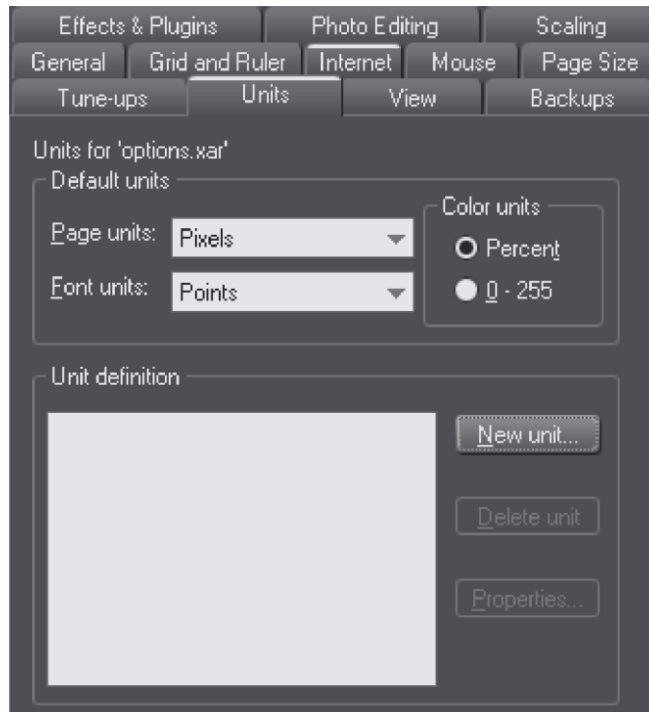 Effects & Plugins Photo Editing Scaling
General Grid and Ruler Internet Mouse Page Size
Tune-ups Units View Backups
Units for 'options.xar'
Default units
Page units: Pixels
Font units: Points
Color units
Percent
0 - 255
Unit definition
New unit...
Delete unit
Properties...